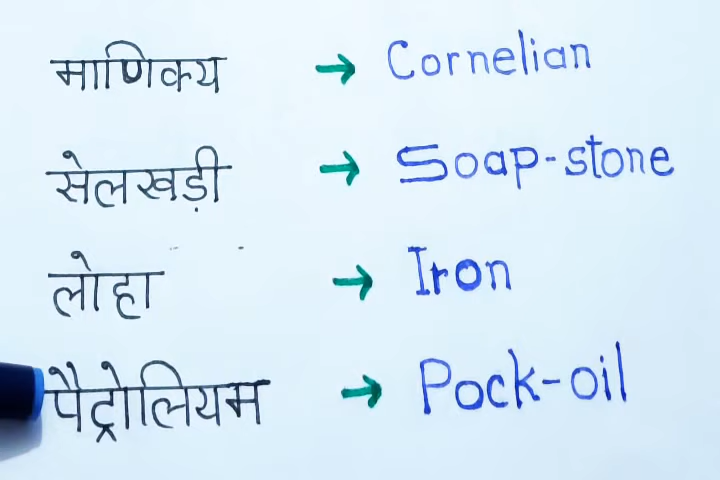 माणिक्य → Cornelian
सेलखड़ी → Soap-stone
लोहा → Iron
पैट्रोलियम → Pock-oil